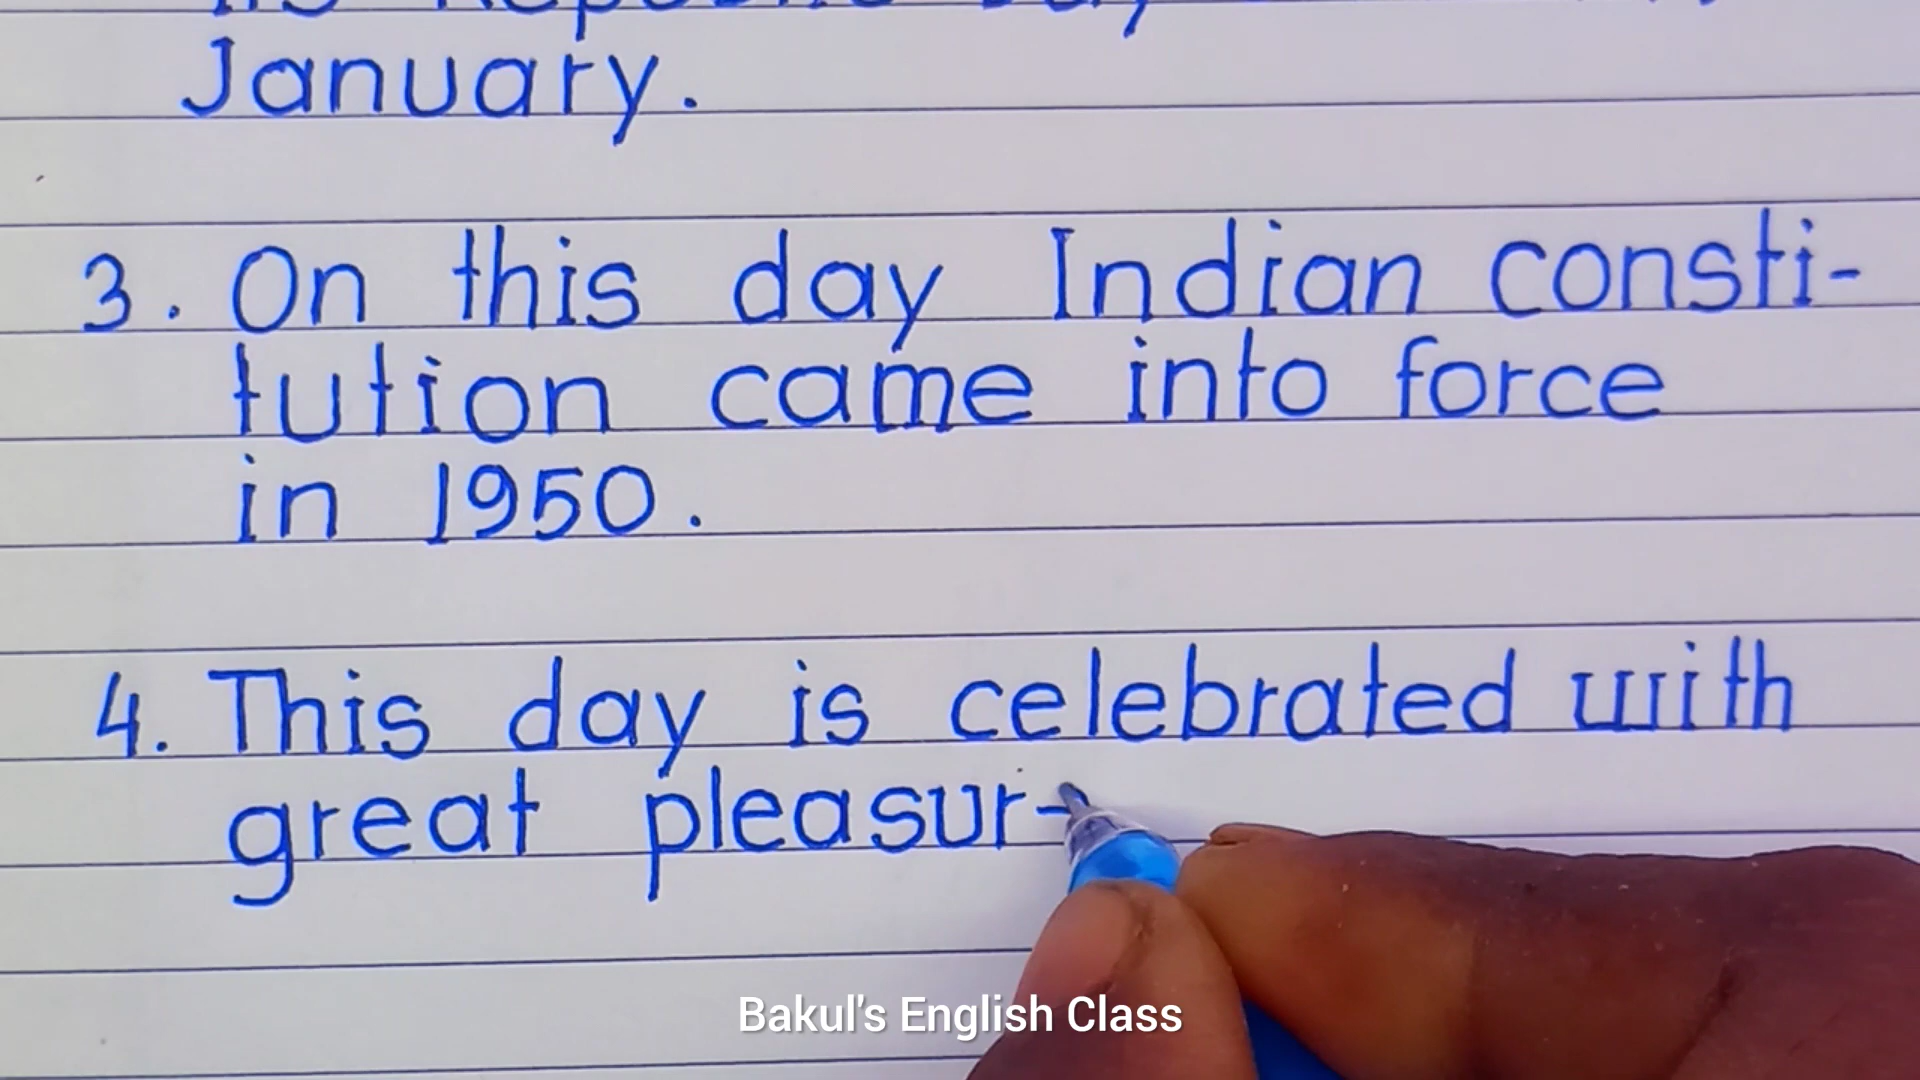 January.
3. On this day Indian consti-
tution came into force
in 1950.
4. This day is celebrated with
great pleasur
Bakul's English Class